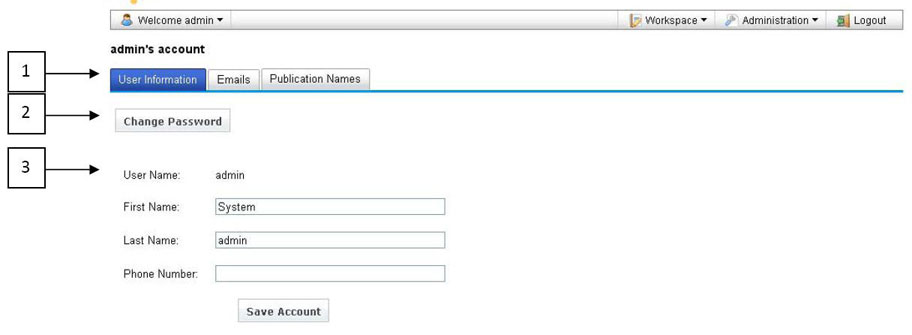 Welcome admin Workspace Administration Logout
admin's account
1 User Information Emails Publication Names
2 Change Password
3 User Name: admin
First Name: System
Last Name: admin
Phone Number:
Save Account